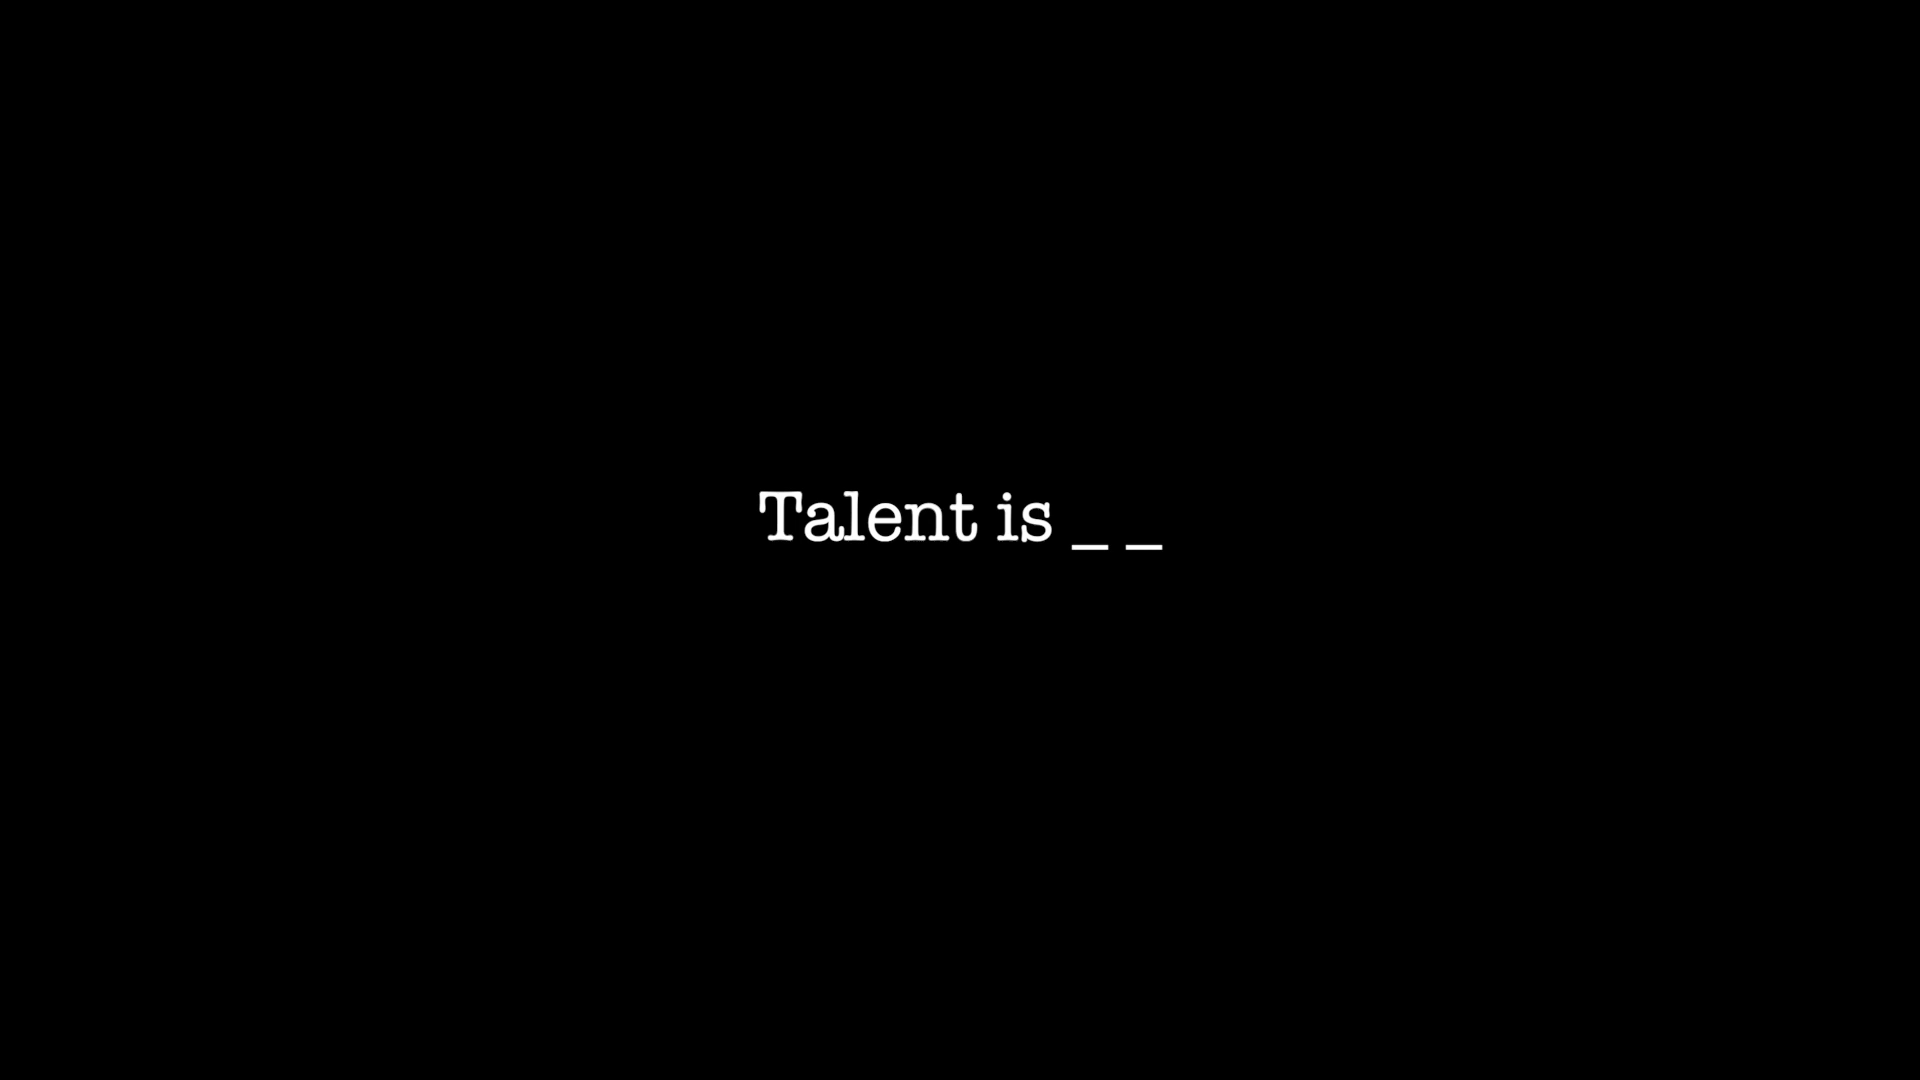 Talent is _ _